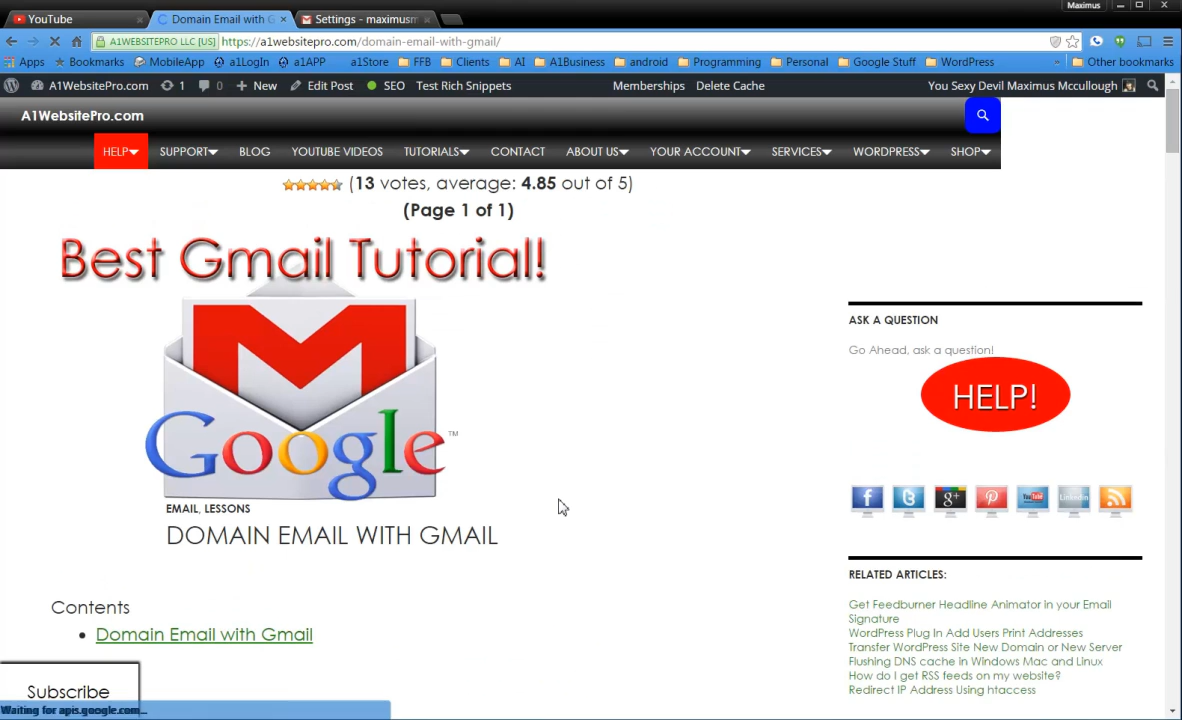 Maximus
YouTube
Domain Email with G
Settings - maximusm
A1WEBSITEPRO LLC [US]
https://a1websitepro.com/domain-email-with-gmail/
Apps
Bookmarks
MobileApp
a1LogIn
a1APP
a1Store
FFB
Clients
AI
A1Business
android
Programming
Personal
Google Stuff
WordPress
»
Other bookmarks
A1WebsitePro.com
1
0
New
Edit Post
SEO
Test Rich Snippets
Memberships
Delete Cache
You Sexy Devil Maximus Mccullough
A1WebsitePro.com
HELP
SUPPORT
BLOG
YOUTUBE VIDEOS
TUTORIALS
CONTACT
ABOUT US
YOUR ACCOUNT
SERVICES
WORDPRESS
SHOP
(13 votes, average: 4.85 out of 5)
(Page 1 of 1)
Best Gmail Tutorial!
Google™
EMAIL, LESSONS
DOMAIN EMAIL WITH GMAIL
Contents
Domain Email with Gmail
Subscribe
Waiting for apis.google.com...
ASK A QUESTION
Go Ahead, ask a question!
HELP!
YouTube
LinkedIn
RELATED ARTICLES:
Get Feedburner Headline Animator in your Email
Signature
WordPress Plug In Add Users Print Addresses
Transfer WordPress Site New Domain or New Server
Flushing DNS cache in Windows Mac and Linux
How do I get RSS feeds on my website?
Redirect IP Address Using htaccess